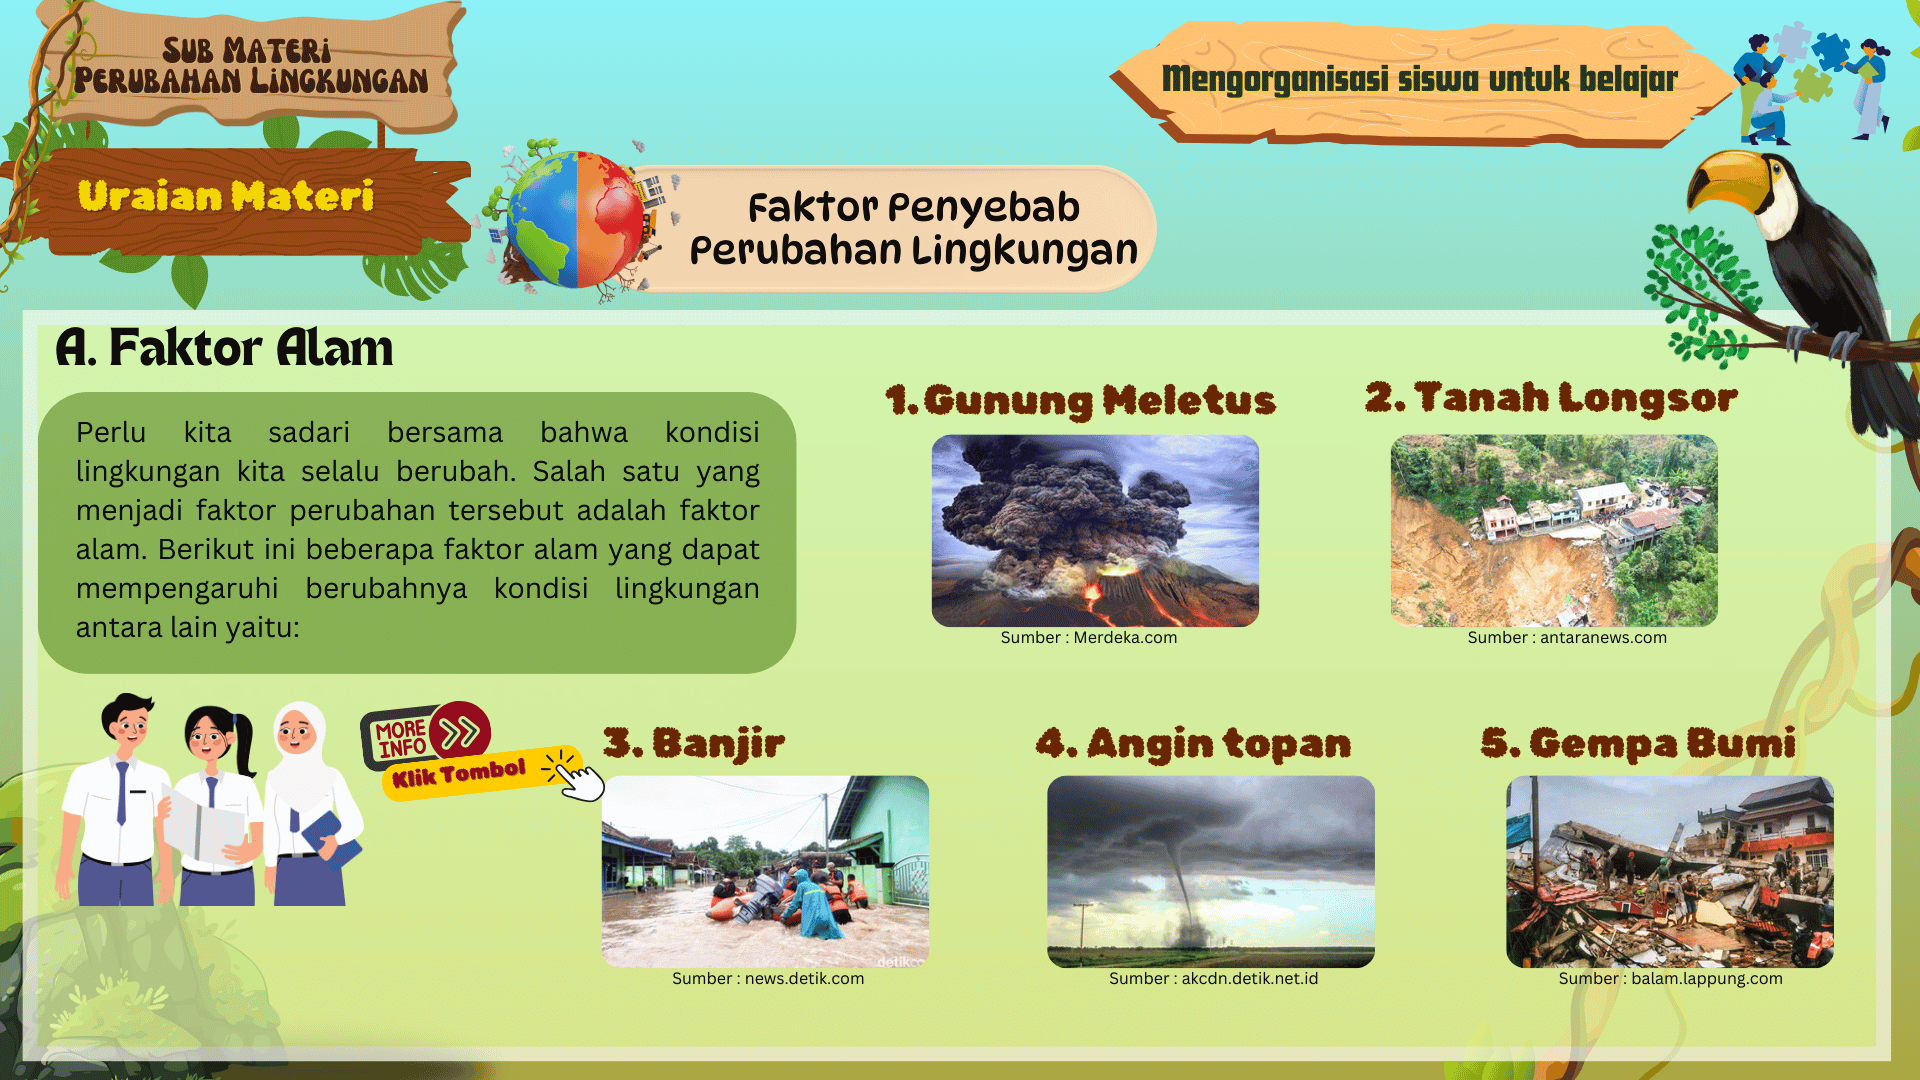 Sub Materi
Perubahan Lingkungan
Uraian Materi
Mengorganisasi siswa untuk belajar
Faktor Penyebab
Perubahan Lingkungan
A. Faktor Alam
Perlu kita sadari bersama bahwa kondisi
lingkungan kita selalu berubah. Salah satu yang
menjadi faktor perubahan tersebut adalah faktor
alam. Berikut ini beberapa faktor alam yang dapat
mempengaruhi berubahnya kondisi lingkungan
antara lain yaitu:
1. Gunung Meletus
Sumber : Merdeka.com
2. Tanah Longsor
Sumber : antaranews.com
MORE
INFO
Klik Tombol
3. Banjir
detikco
Sumber : news.detik.com
4. Angin topan
Sumber : akcdn.detik.net.id
5. Gempa Bumi
Sumber : balam.lappung.com